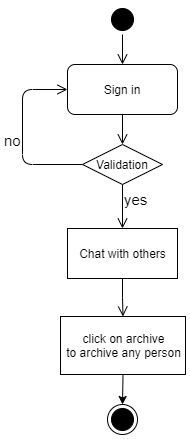 Sign in
no
Validation
yes
Chat with others
click on archive
to archive any person